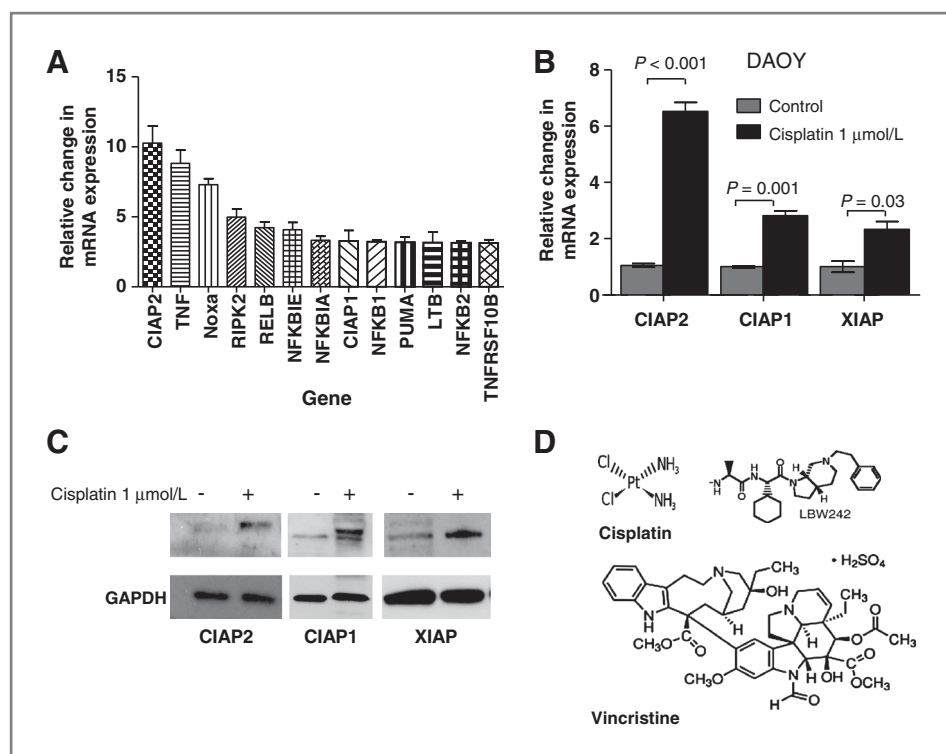 A
Relative change in
mRNA expression
15
10
5
0
CIAP2
TNF
Noxa
RIPK2
RELB
NFKBIE
NFKBIA
CIAP1
NFKB1
PUMA
LTB
NFKB2
TNFRSF10B
Gene
B
DAOY
Relative change in
mRNA expression
8
6
4
2
0
P < 0.001
P = 0.001
P = 0.03
Control
Cisplatin 1 μmol/L
CIAP2 CIAP1 XIAP
C
Cisplatin 1 μmol/L - + - + - +
GAPDH
CIAP2 CIAP1 XIAP
D
Cl NH3
Pt
Cl NH3
Cisplatin
N H O H N O N H H N
LBW242
• H2SO4
N CH3
OH
N H H
CH3O O
CH3O
N H CH3
O CH3
O
N H OH O
OCH3
H O
Vincristine